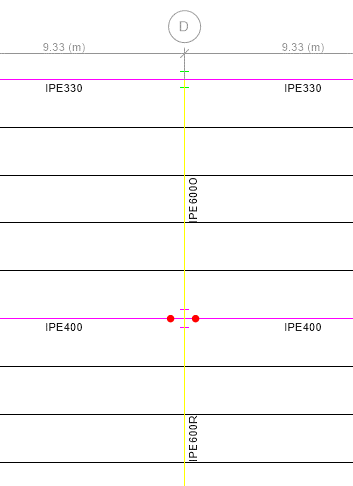 D
9.33 (m) 9.33 (m)
IPE330 IPE330
IPE600O
IPE400 IPE400
IPE600R